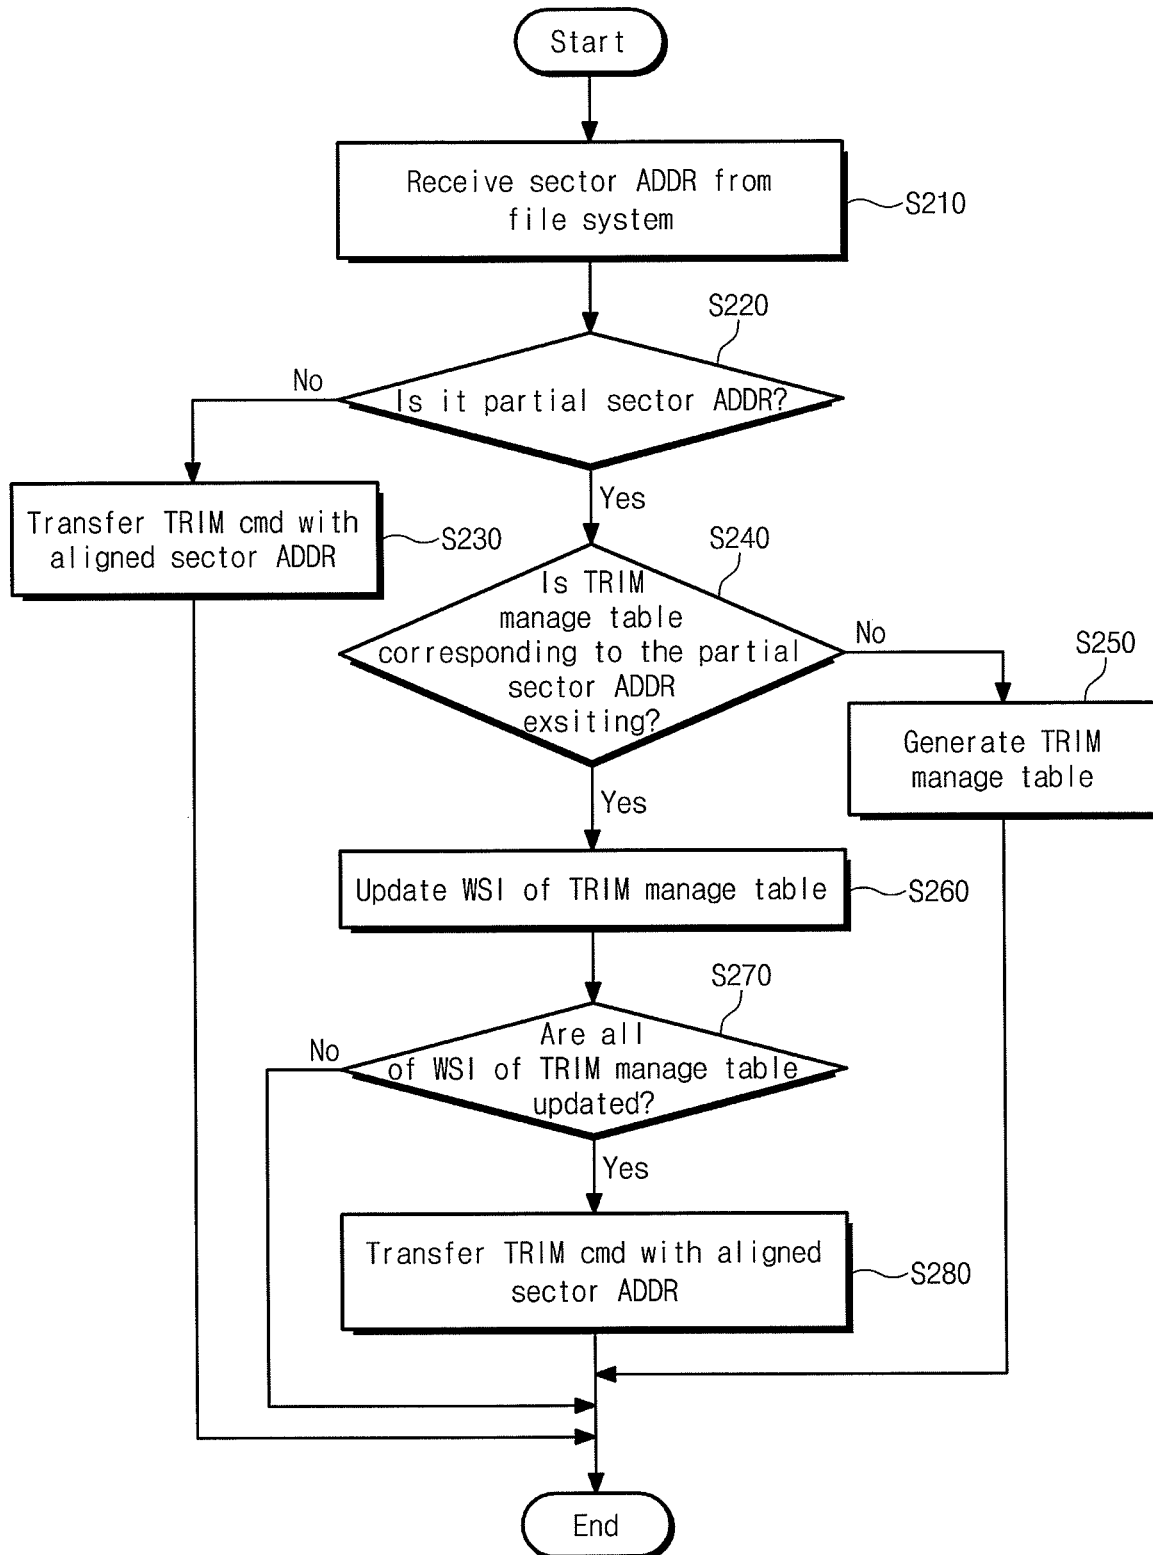 Start
Receive sector ADDR from
file system
S210
S220
Is it partial sector ADDR?
No
Yes
Transfer TRIM cmd with
aligned sector ADDR
S230
S240
Is TRIM
manage table
corresponding to the partial
sector ADDR
exsiting?
No
S250
Generate TRIM
manage table
Yes
Update WSI of TRIM manage table
S260
S270
Are all
of WSI of TRIM manage table
updated?
No
Yes
Transfer TRIM cmd with aligned
sector ADDR
S280
End